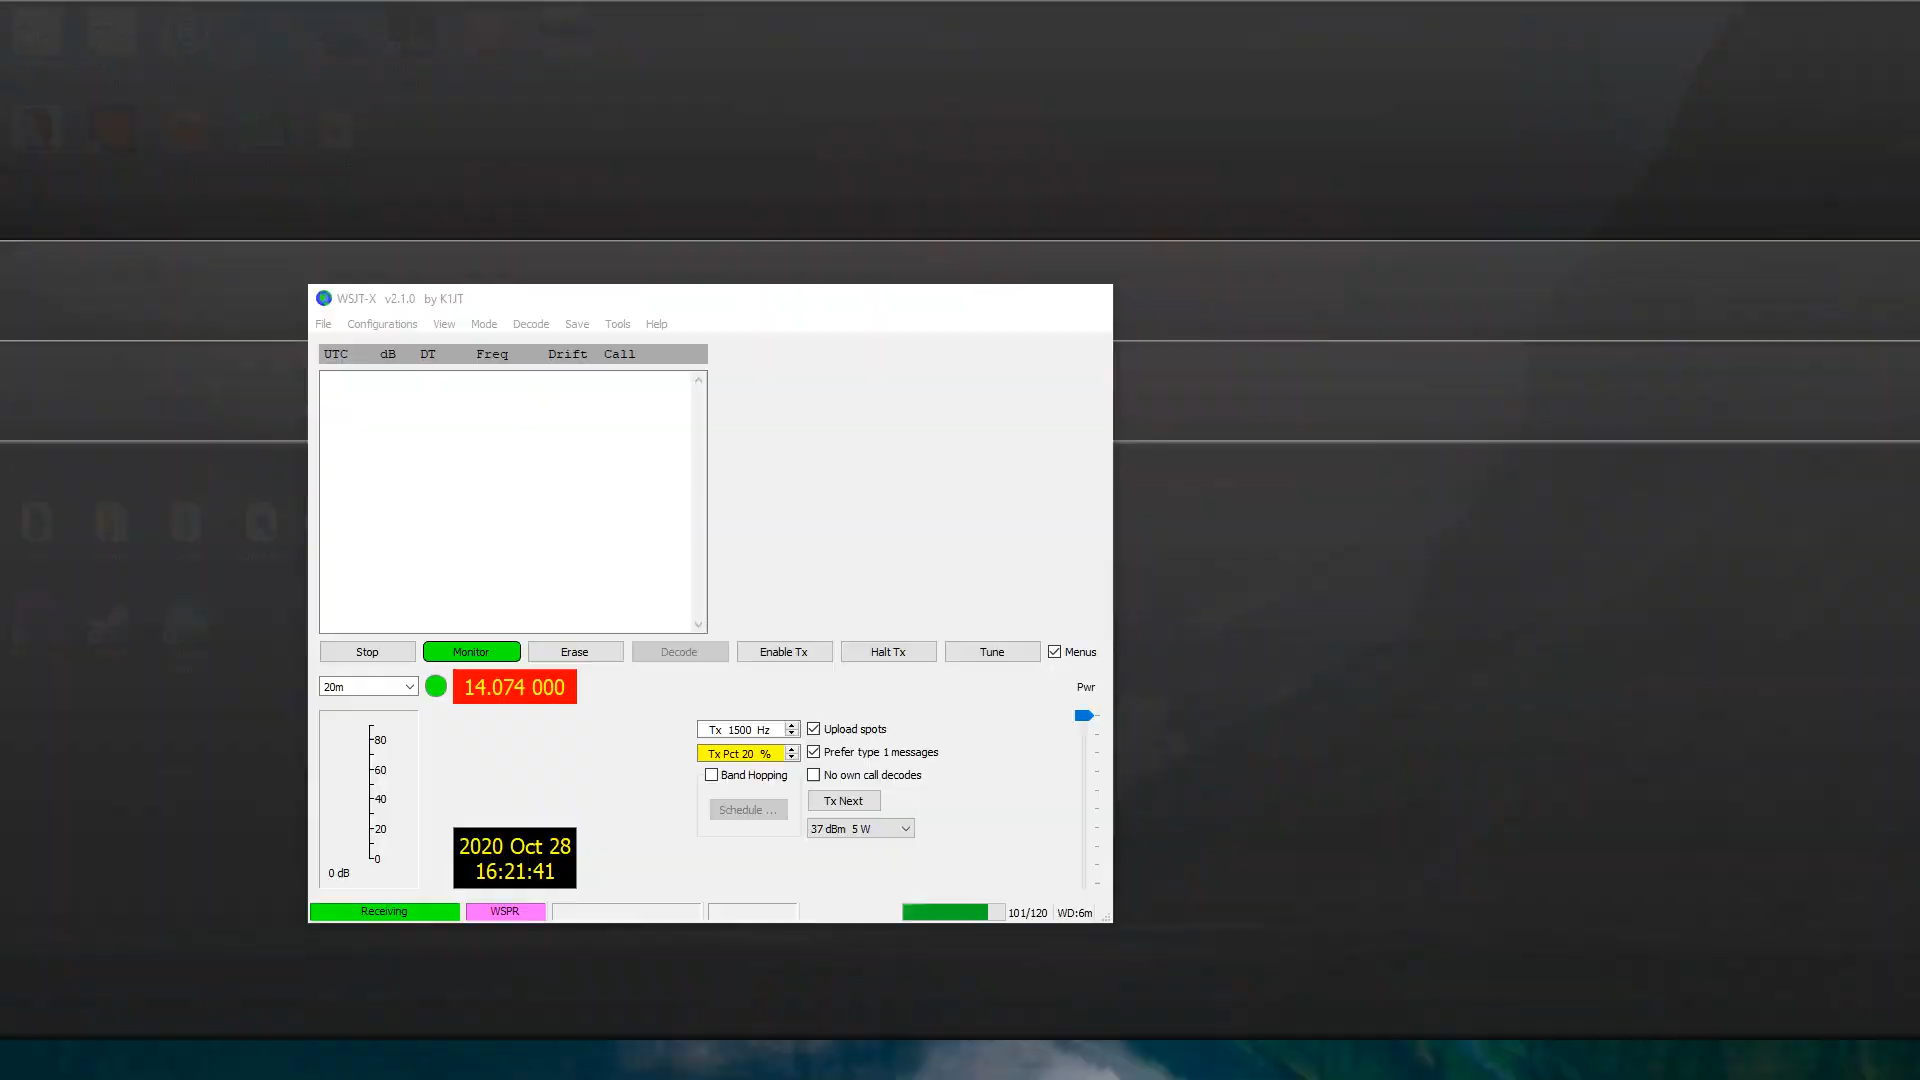 WSJT-X v2.1.0 by K1JT
File Configurations View Mode Decode Save Tools Help
UTC dB DT Freq Drift Call
Stop Monitor Erase Decode Enable Tx Halt Tx Tune Menus
20m 14.074 000 Pwr
Tx 1500 Hz Upload spots
Tx Pct 20 % Prefer type 1 messages
Band Hopping No own call decodes
Schedule ... Tx Next
37 dBm 5 W
80
60
40
20
0
0 dB
2020 Oct 28
16:21:41
Receiving WSPR 101/120 WD:6m